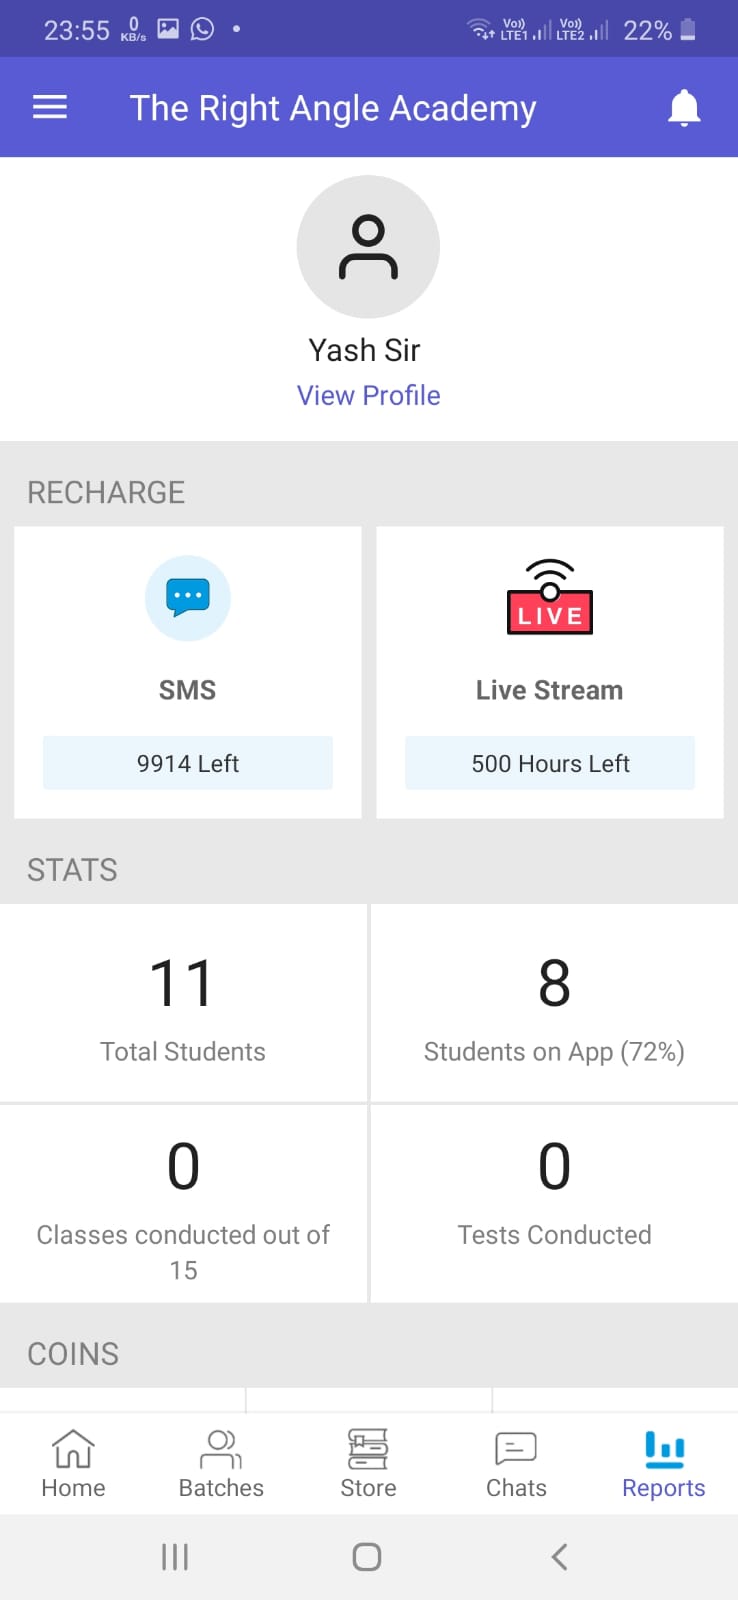 23:55 0 KB/s Vo)) LTE1 Vo)) LTE2 22%
The Right Angle Academy
Yash Sir
View Profile
RECHARGE
LIVE
SMS Live Stream
9914 Left 500 Hours Left
STATS
11 8
Total Students Students on App (72%)
0 0
Classes conducted out of Tests Conducted
15
COINS
Home Batches Store Chats Reports